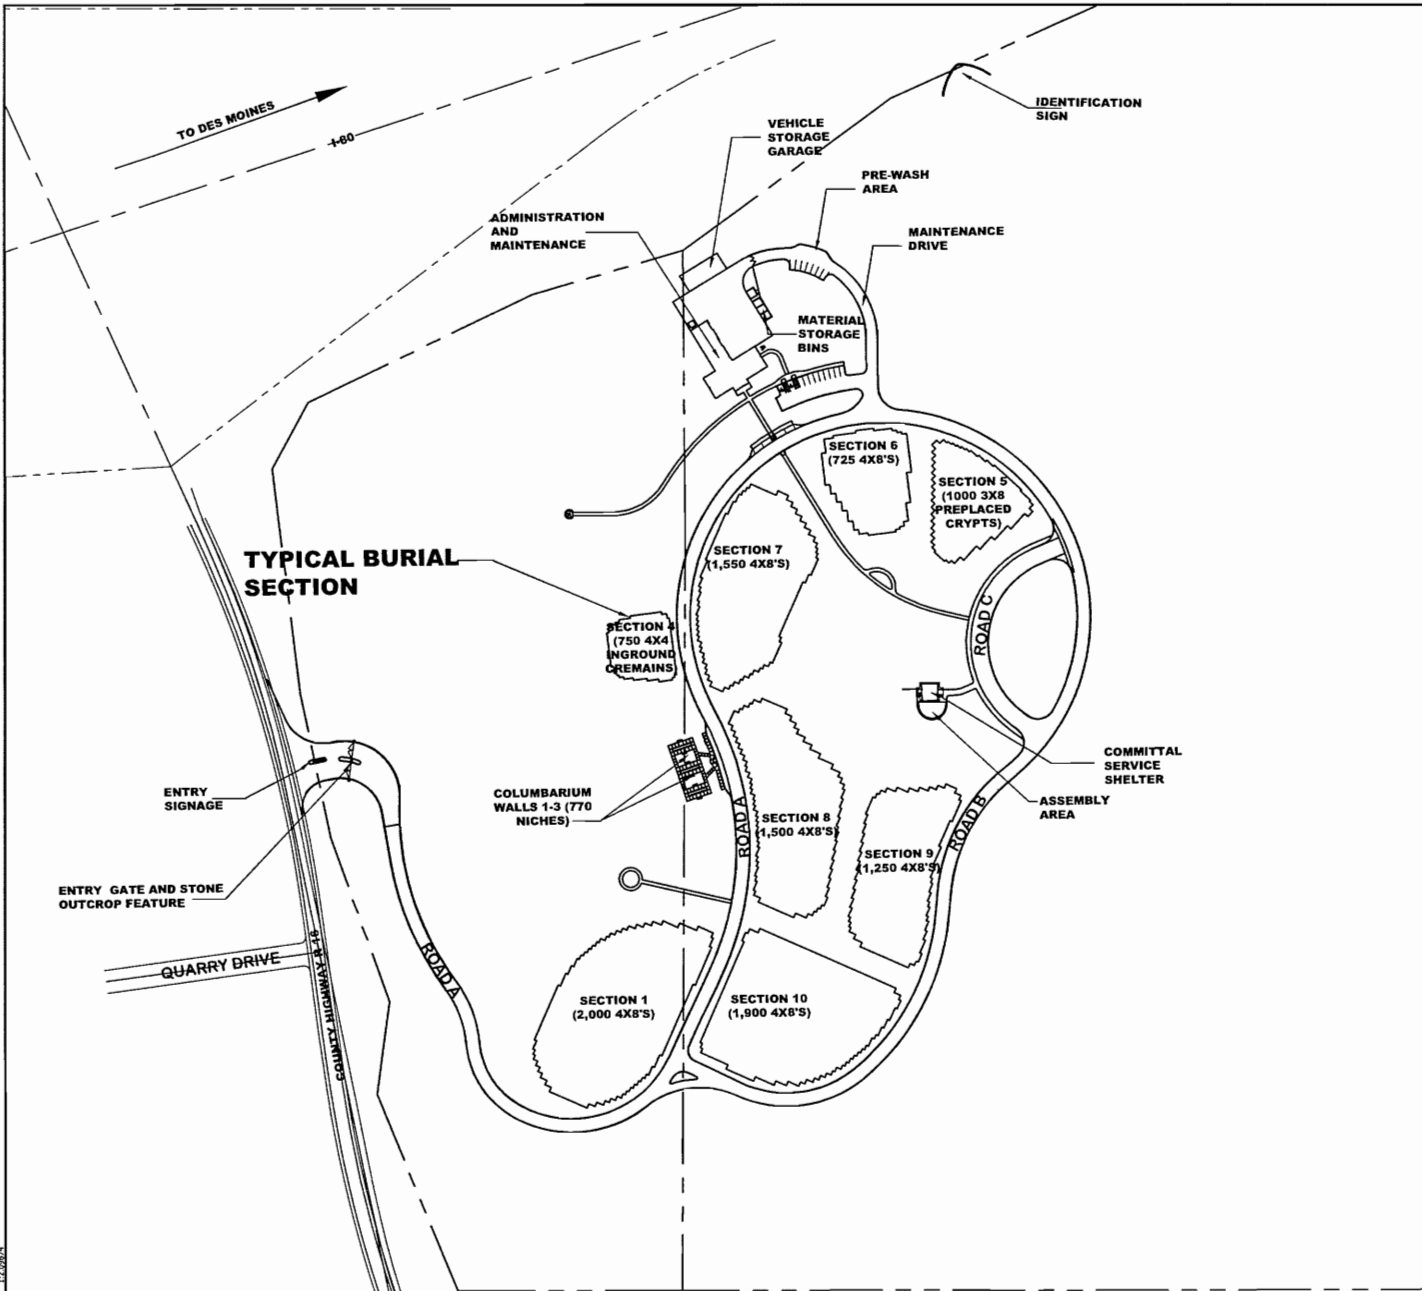 IDENTIFICATION
SIGN
TO DES MOINES
I-80
VEHICLE
STORAGE
GARAGE
PRE-WASH
AREA
ADMINISTRATION
AND
MAINTENANCE
MAINTENANCE
DRIVE
MATERIAL
STORAGE
BINS
SECTION 6
(725 4X8'S)
SECTION 5
(1000 3X8
PREPLACED
CRYPTS)
TYPICAL BURIAL
SECTION
SECTION 7
(1,550 4X8'S)
SECTION 4
(750 4X4
INGROUND
CREMAINS
ROAD C
ENTRY
SIGNAGE
COLUMBARIUM
WALLS 1-3 (770
NICHES)
ROAD A
SECTION 8
(1,500 4X8'S)
SECTION 9
(1,250 4X8'S)
ROAD B
COMMITTAL
SERVICE
SHELTER
ASSEMBLY
AREA
ENTRY GATE AND STONE
OUTCROP FEATURE
QUARRY DRIVE
COUNTY HIGHWAY R-16
ROAD A
SECTION 1
(2,000 4X8'S)
SECTION 10
(1,900 4X8'S)